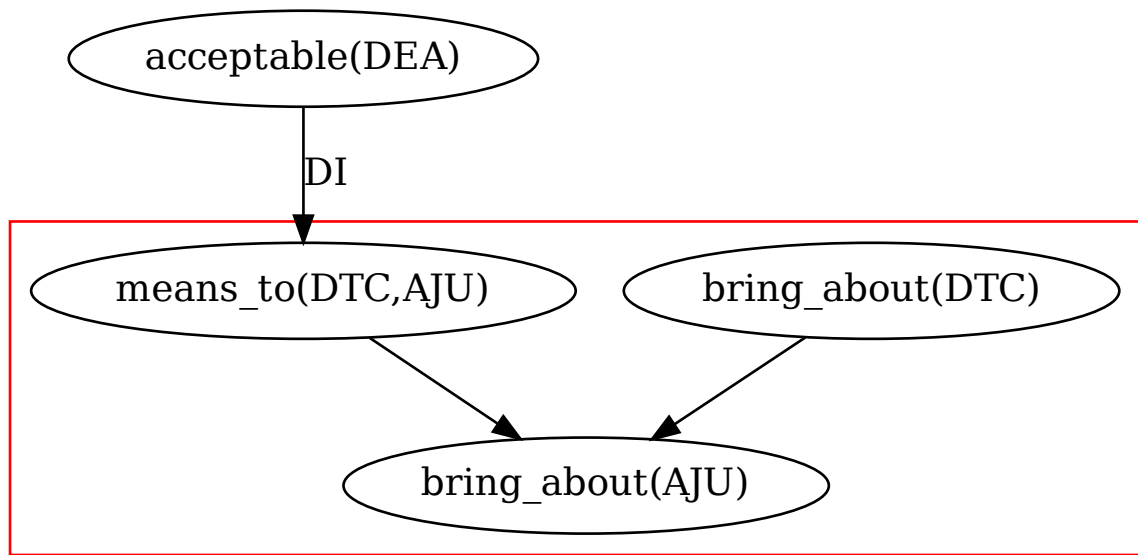 acceptable(DEA)
DI
means_to(DTC,AJU)
bring_about(DTC)
bring_about(AJU)